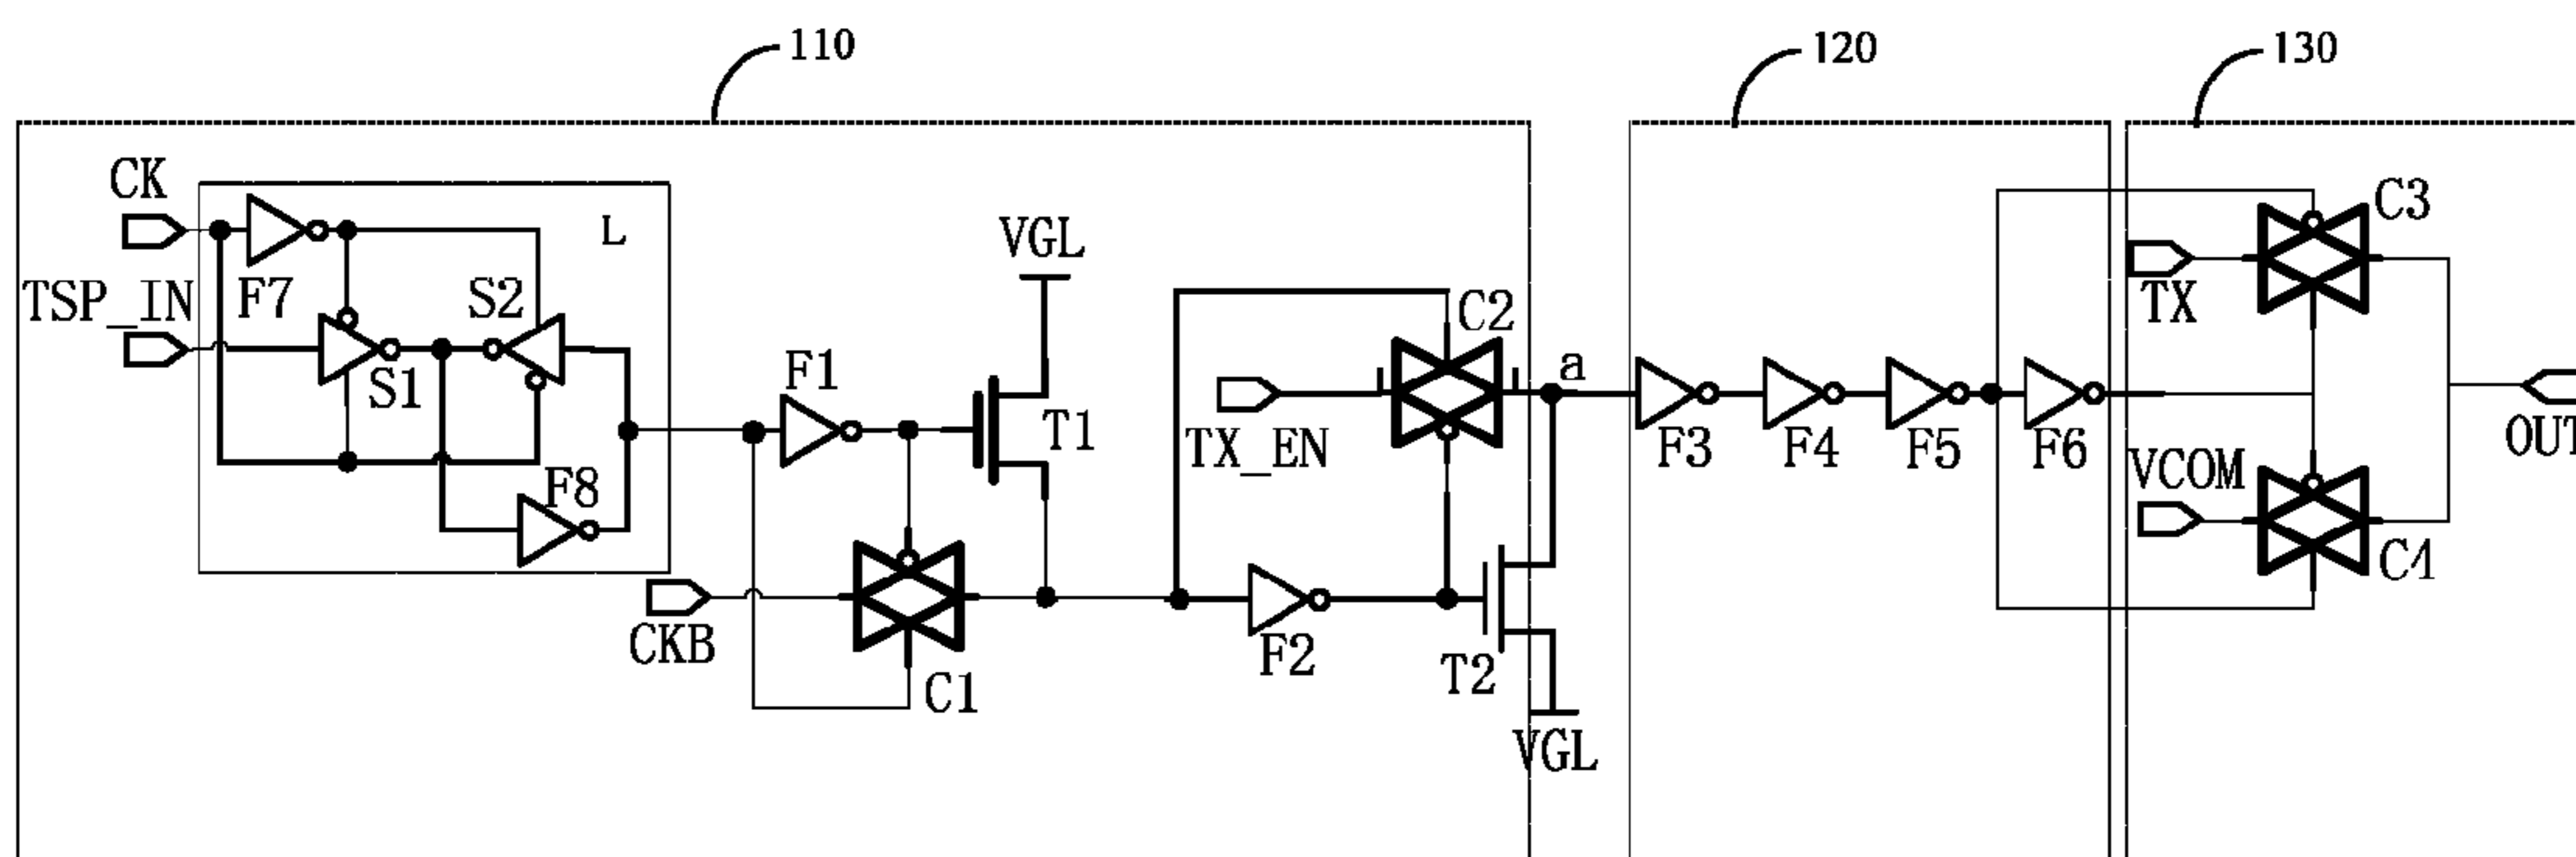 110
120
130
CK
L
C3
VGL
TSP_IN
F7
S2
TX
C2
F1
a
S1
T1
TX_EN
F3
F4
F5
F6
OUT
VCOM
F8
C4
CKB
F2
T2
C1
VGL